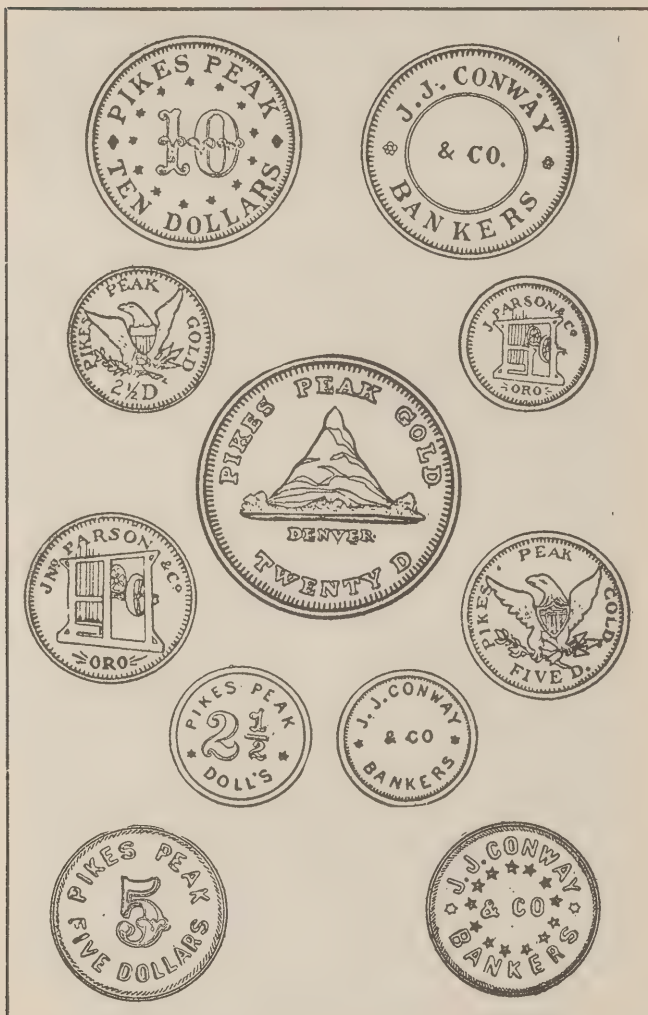 PIKES PEAK
10
TEN DOLLARS
J.J. CONWAY
& CO.
BANKERS
PIKES PEAK GOLD
2½ D
J. PARSON & Co
ORO
PIKES PEAK GOLD
DENVER
TWENTY D
JNO. PARSON & Co
ORO
PIKES PEAK GOLD
FIVE D.
PIKES PEAK
2½
DOLL'S
J.J. CONWAY
& CO
BANKERS
PIKES PEAK
5
FIVE DOLLARS
J.J. CONWAY
& CO
BANKERS